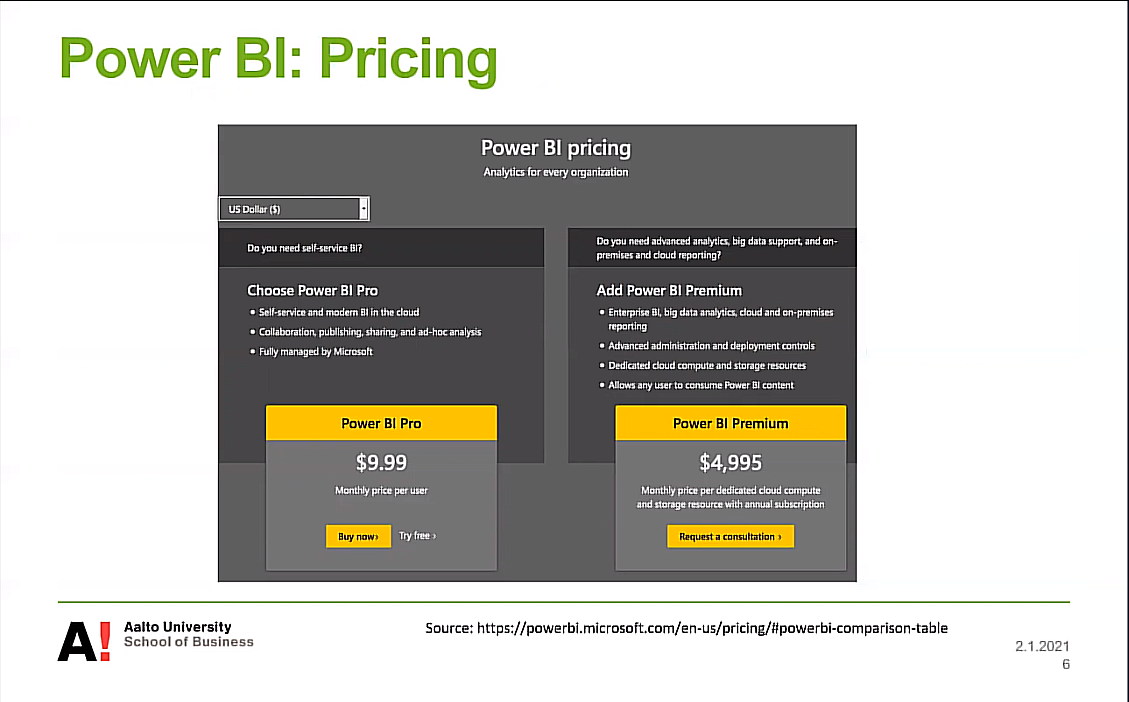 Power BI: Pricing
Power BI pricing
Analytics for every organization
US Dollar ($)
Do you need self-service BI?
Choose Power BI Pro
• Self-service and modern BI in the cloud
• Collaboration, publishing, sharing, and ad-hoc analysis
• Fully managed by Microsoft
Power BI Pro
$9.99
Monthly price per user
Buy now›
Try free ›
Do you need advanced analytics, big data support, and on-
premises and cloud reporting?
Add Power BI Premium
• Enterprise BI, big data analytics, cloud and on-premises
reporting
• Advanced administration and deployment controls
• Dedicated cloud compute and storage resources
• Allows any user to consume Power BI content
Power BI Premium
$4,995
Monthly price per dedicated cloud compute
and storage resource with annual subscription
Request a consultation ›
A!
Aalto University
School of Business
Source: https://powerbi.microsoft.com/en-us/pricing/#powerbi-comparison-table
2.1.2021
6